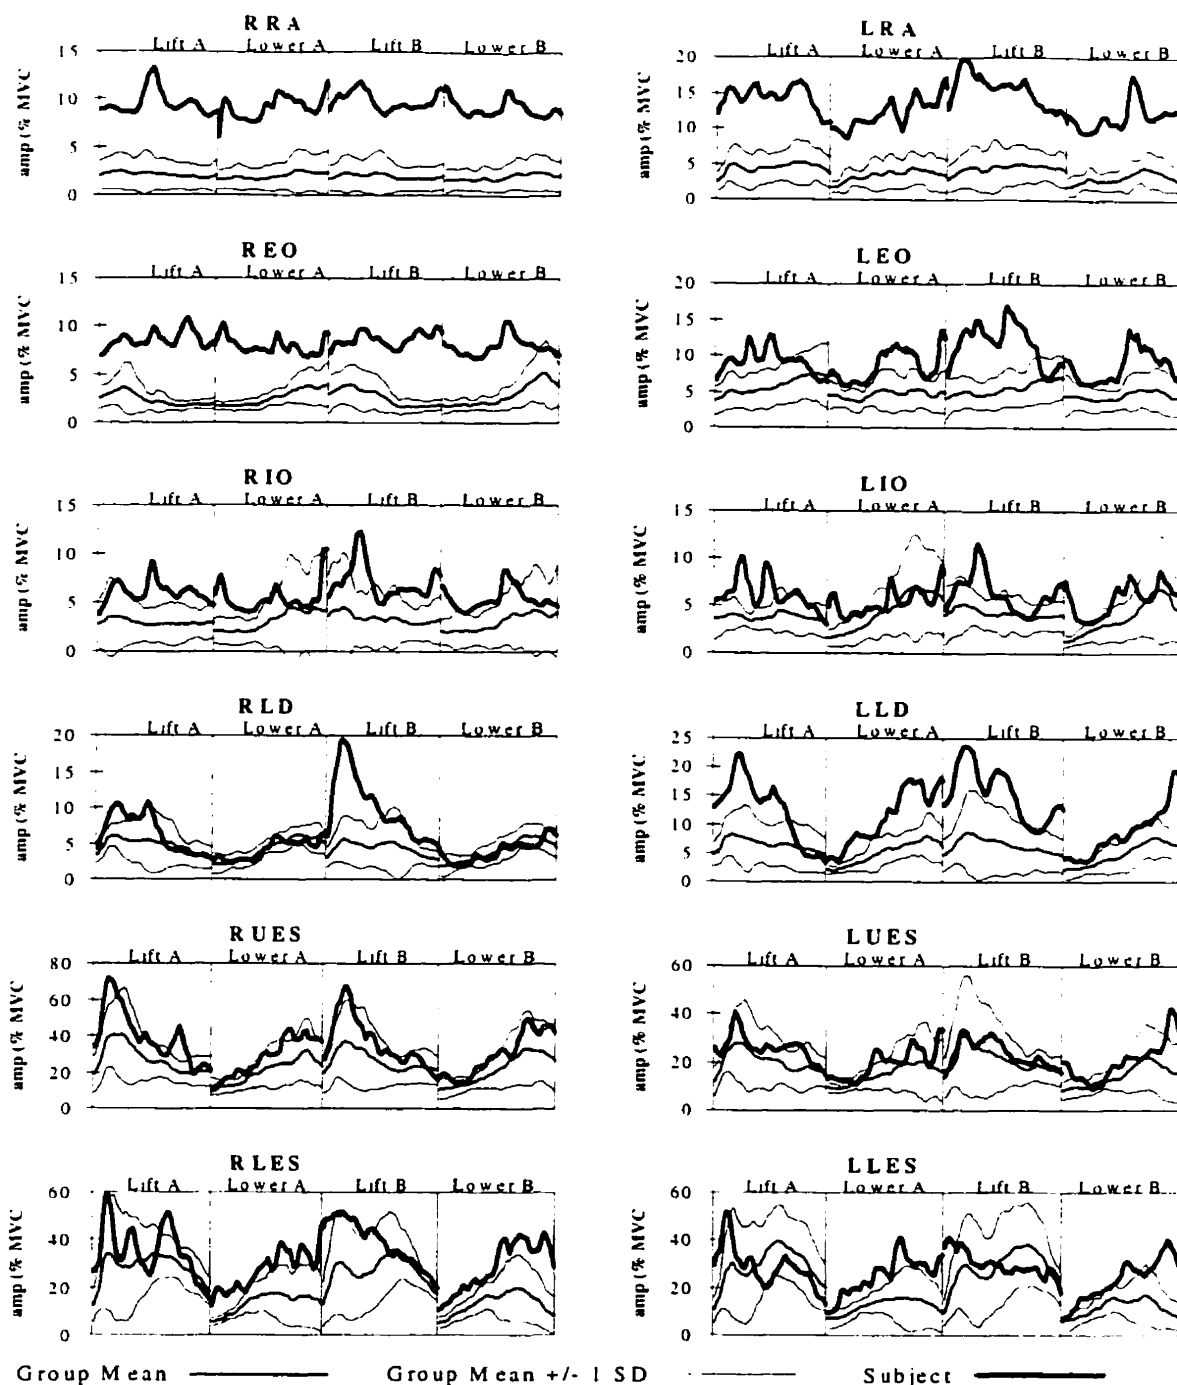 RRA
Lift A Lower A Lift B Lower B
amp (% MVC
15
10
5
0
LRA
Lift A Lower A Lift B Lower B
amp (% MVC
20
15
10
5
0
REO
Lift A Lower A Lift B Lower B
amp (% MVC
15
10
5
0
LEO
Lift A Lower A Lift B Lower B
amp (% MVC
20
15
10
5
0
RIO
Lift A Lower A Lift B Lower B
amp (% MVC
15
10
5
0
LIO
Lift A Lower A Lift B Lower B
amp (% MVC
15
10
5
0
RLD
Lift A Lower A Lift B Lower B
amp (% MVC
20
15
10
5
0
LLD
Lift A Lower A Lift B Lower B
amp (% MVC
25
20
15
10
5
0
RUES
Lift A Lower A Lift B Lower B
amp (% MVC
80
60
40
20
0
LUES
Lift A Lower A Lift B Lower B
amp (% MVC
60
40
20
0
RLES
Lift A Lower A Lift B Lower B
amp (% MVC
60
40
20
0
LLES
Lift A Lower A Lift B Lower B
amp (% MVC
60
40
20
0
Group Mean Group Mean +/- 1 SD Subject